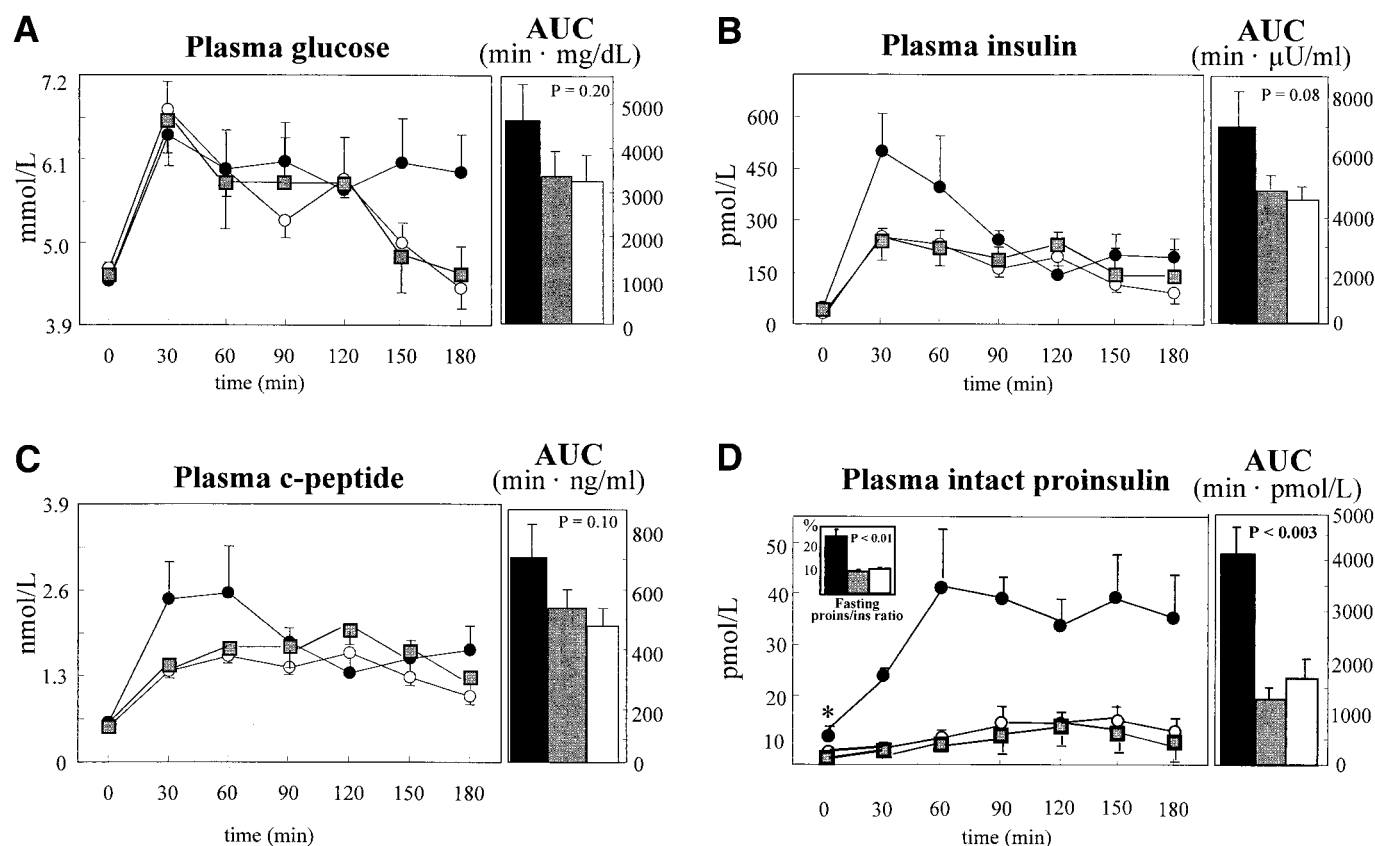 A
Plasma glucose
AUC
(min · mg/dL)
7.2
6.1
5.0
3.9
mmol/L
0 30 60 90 120 150 180
time (min)
P = 0.20
5000
4000
3000
2000
1000
0
B
Plasma insulin
AUC
(min · µU/ml)
600
450
300
150
0
pmol/L
0 30 60 90 120 150 180
time (min)
P = 0.08
8000
6000
4000
2000
0
C
Plasma c-peptide
AUC
(min · ng/ml)
3.9
2.6
1.3
0
nmol/L
0 30 60 90 120 150 180
time (min)
P = 0.10
800
600
400
200
0
D
Plasma intact proinsulin
AUC
(min · pmol/L)
50
40
30
20
10
pmol/L
%
20
10
P < 0.01
Fasting
proins/ins ratio
*
0 30 60 90 120 150 180
time (min)
P < 0.003
5000
4000
3000
2000
1000
0